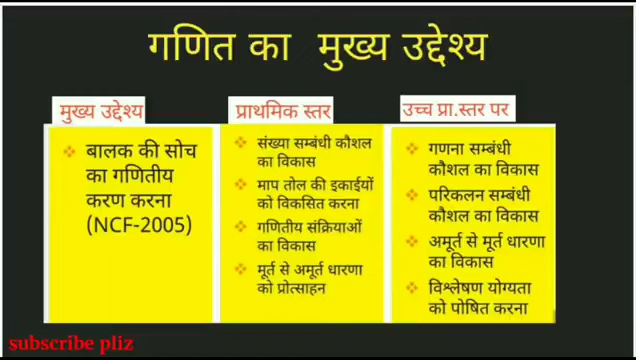 गणित का मुख्य उद्देश्य
मुख्य उद्देश्य
❖ बालक की सोच
का गणितीय
करण करना
(NCF-2005)
प्राथमिक स्तर
❖ संख्या सम्बंधी कौशल
का विकास
❖ माप तोल की इकाईयों
को विकसित करना
❖ गणितीय संक्रियाओं
का विकास
❖ मूर्त से अमूर्त धारणा
को प्रोत्साहन
उच्च प्रा.स्तर पर
❖ गणना सम्बंधी
कौशल का विकास
❖ परिकलन सम्बंधी
कौशल का विकास
❖ अमूर्त से मूर्त धारणा
का विकास
❖ विश्लेषण योग्यता
को पोषित करना
subscribe pliz